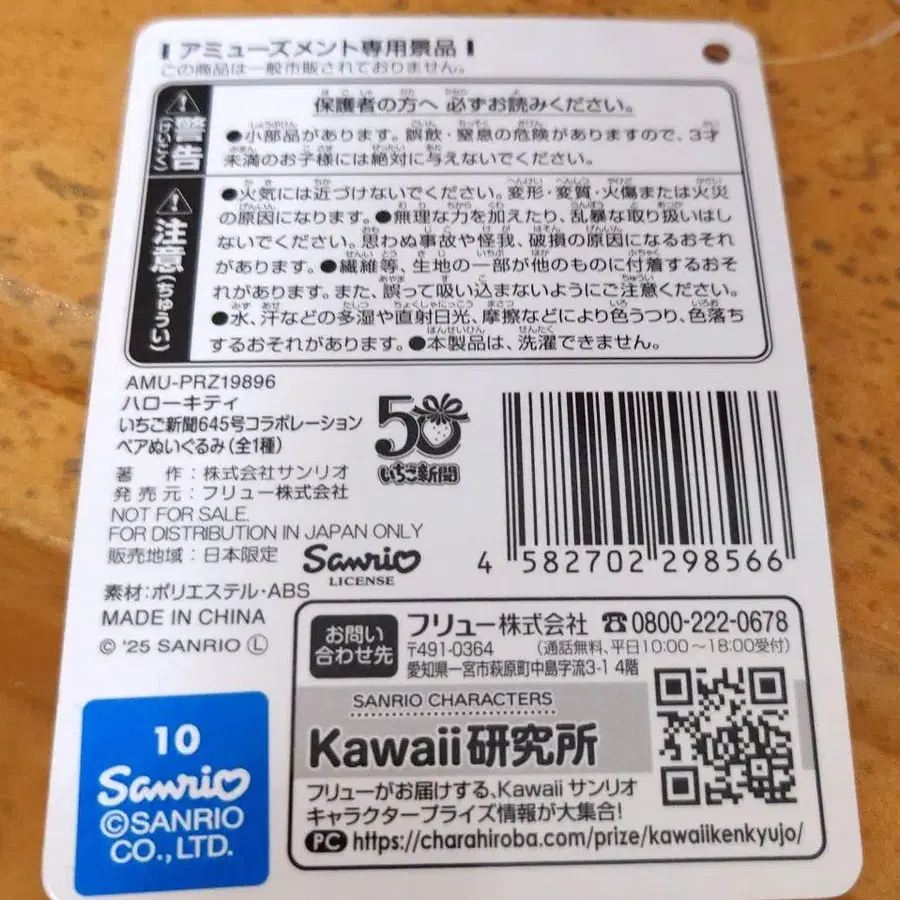 アミューズメント専用景品
この商品は一般市販されておりません。
警告(けいこく)
保護者の方へ 必ずお読みください。
●小部品があります。誤飲・窒息の危険がありますので、3才
未満のお子様には絶対に与えないでください。
注意(ちゅうい)
●火気には近づけないでください。変形・変質・火傷または火災
の原因になります。●無理な力を加えたり、乱暴な取り扱いはし
ないでください。思わぬ事故や怪我、破損の原因になるおそれ
があります。●繊維等、生地の一部が他のものに付着するおそ
れがあります。また、誤って吸い込まないようにご注意ください。
●水、汗などの多湿や直射日光、摩擦などにより色うつり、色落ち
するおそれがあります。●本製品は、洗濯できません。
AMU-PRZ19896
ハローキティ
いちご新聞645号コラボレーション
ペアぬいぐるみ(全1種)
50
いちご新聞
著 作:株式会社サンリオ
発売元:フリュー株式会社
NOT FOR SALE.
FOR DISTRIBUTION IN JAPAN ONLY
販売地域:日本限定
Sanrio
LICENSE
4 582702 298566
素材:ポリエステル・ABS
MADE IN CHINA
© '25 SANRIO Ⓛ
お問い
合わせ先
フリュー株式会社 ☎0800-222-0678
〒491-0364 (通話無料、平日10:00~18:00受付)
愛知県一宮市萩原町中島字流3-1 4階
SANRIO CHARACTERS
Kawaii研究所
フリューがお届けする、Kawaii サンリオ
キャラクタープライズ情報が大集合!
PC https://charahiroba.com/prize/kawaiikenkyujo/
10
Sanrio
©SANRIO
CO.,LTD.